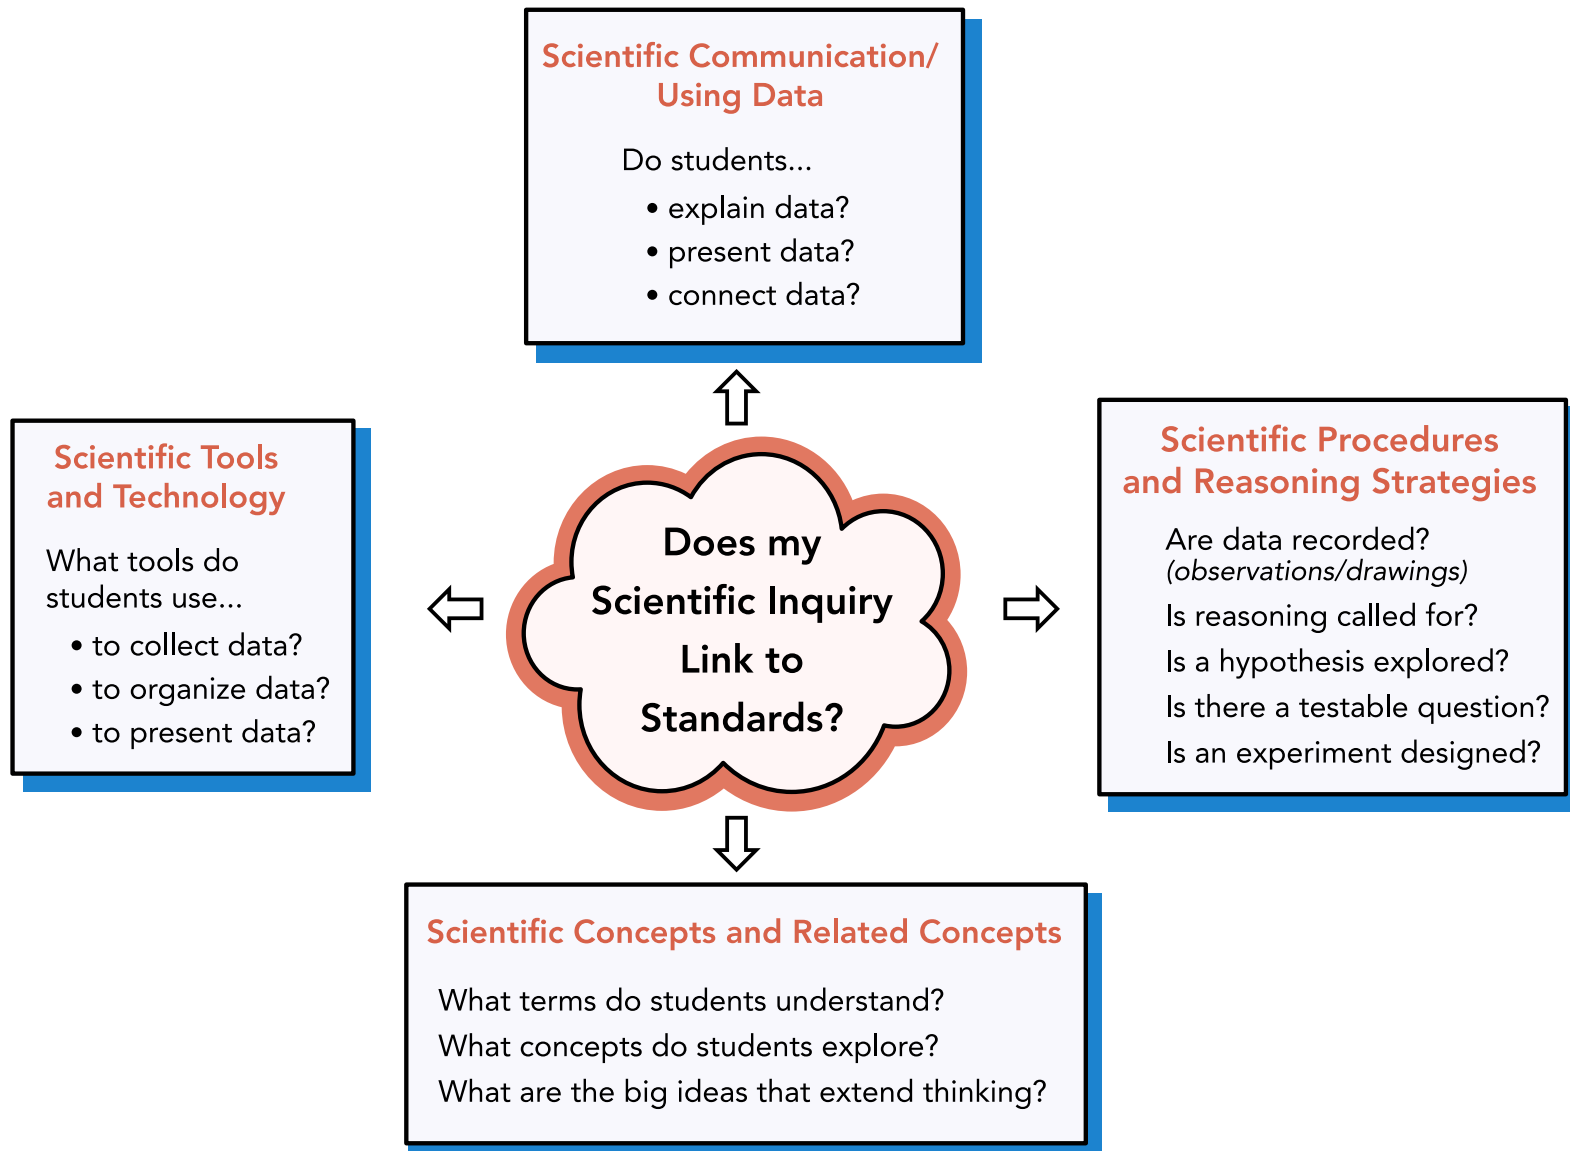 Scientific Communication/
Using Data
Do students...
• explain data?
• present data?
• connect data?
Scientific Tools
and Technology
What tools do
students use...
• to collect data?
• to organize data?
• to present data?
Does my
Scientific Inquiry
Link to
Standards?
Scientific Procedures
and Reasoning Strategies
Are data recorded?
(observations/drawings)
Is reasoning called for?
Is a hypothesis explored?
Is there a testable question?
Is an experiment designed?
Scientific Concepts and Related Concepts
What terms do students understand?
What concepts do students explore?
What are the big ideas that extend thinking?